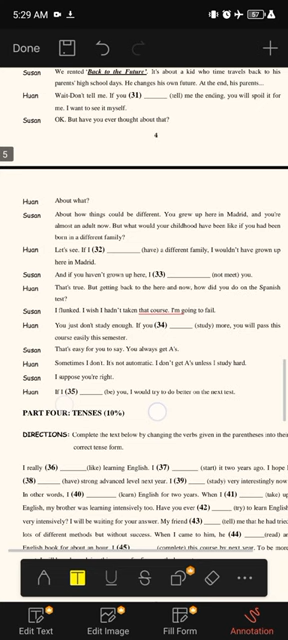 5:29 AM
57
Done
Susan We rented 'Back to the Future'. It's about a kid who time travels back to his
parents' high school days. He changes his own future. At the end, his parents...
Huan Wait-Don't tell me. If you (31) ______ (tell) me the ending, you will spoil it for
me. I want to see it myself.
Susan OK. But have you ever thought about that?
4
5
Huan About what?
Susan About how things could be different. You grew up here in Madrid, and you're
almost an adult now. But what would your childhood have been like if you had been
born in a different family?
Huan Let's see. If I (32) ________ (have) a different family, I wouldn't have grown up
here in Madrid.
Susan And if you haven't grown up here, I (33) __________ (not meet) you.
Huan That's true. But getting back to the here and now, how did you do on the Spanish
test?
Susan I flunked. I wish I hadn't taken that course. I'm going to fail.
Huan You just don't study enough. If you (34) ________ (study) more, you will pass this
course easily this semester.
Susan That's easy for you to say. You always get A's.
Huan Sometimes I don't. It's not automatic. I don't get A's unless I study hard.
Susan I suppose you're right.
Huan If I (35) ______ (be) you, I would try to do better on the next test.
PART FOUR: TENSES (10%)
DIRECTIONS: Complete the text below by changing the verbs given in the parentheses into their
correct tense form.
I really (36) ______(like) learning English. I (37) ______ (start) it two years ago. I hope I
(38) ______ (have) strong advanced level next year. I (39) ______ (study) very interestingly now.
In other words, I (40) ______ (learn) English for two years. When I (41) ______ (take) up
English, my brother was learning intensively too. Have you ever (42) ______ (try) to learn English
very intensively? I will be waiting for your answer. My friend (43) ____ (tell) me that he had tried
lots of different methods but without success. When I came to him, he (44) ______(read) an
English book for about an hour. I (45) ______ (complete) this course by next year. To be more
Edit Text
Edit Image
Fill Form
Annotation